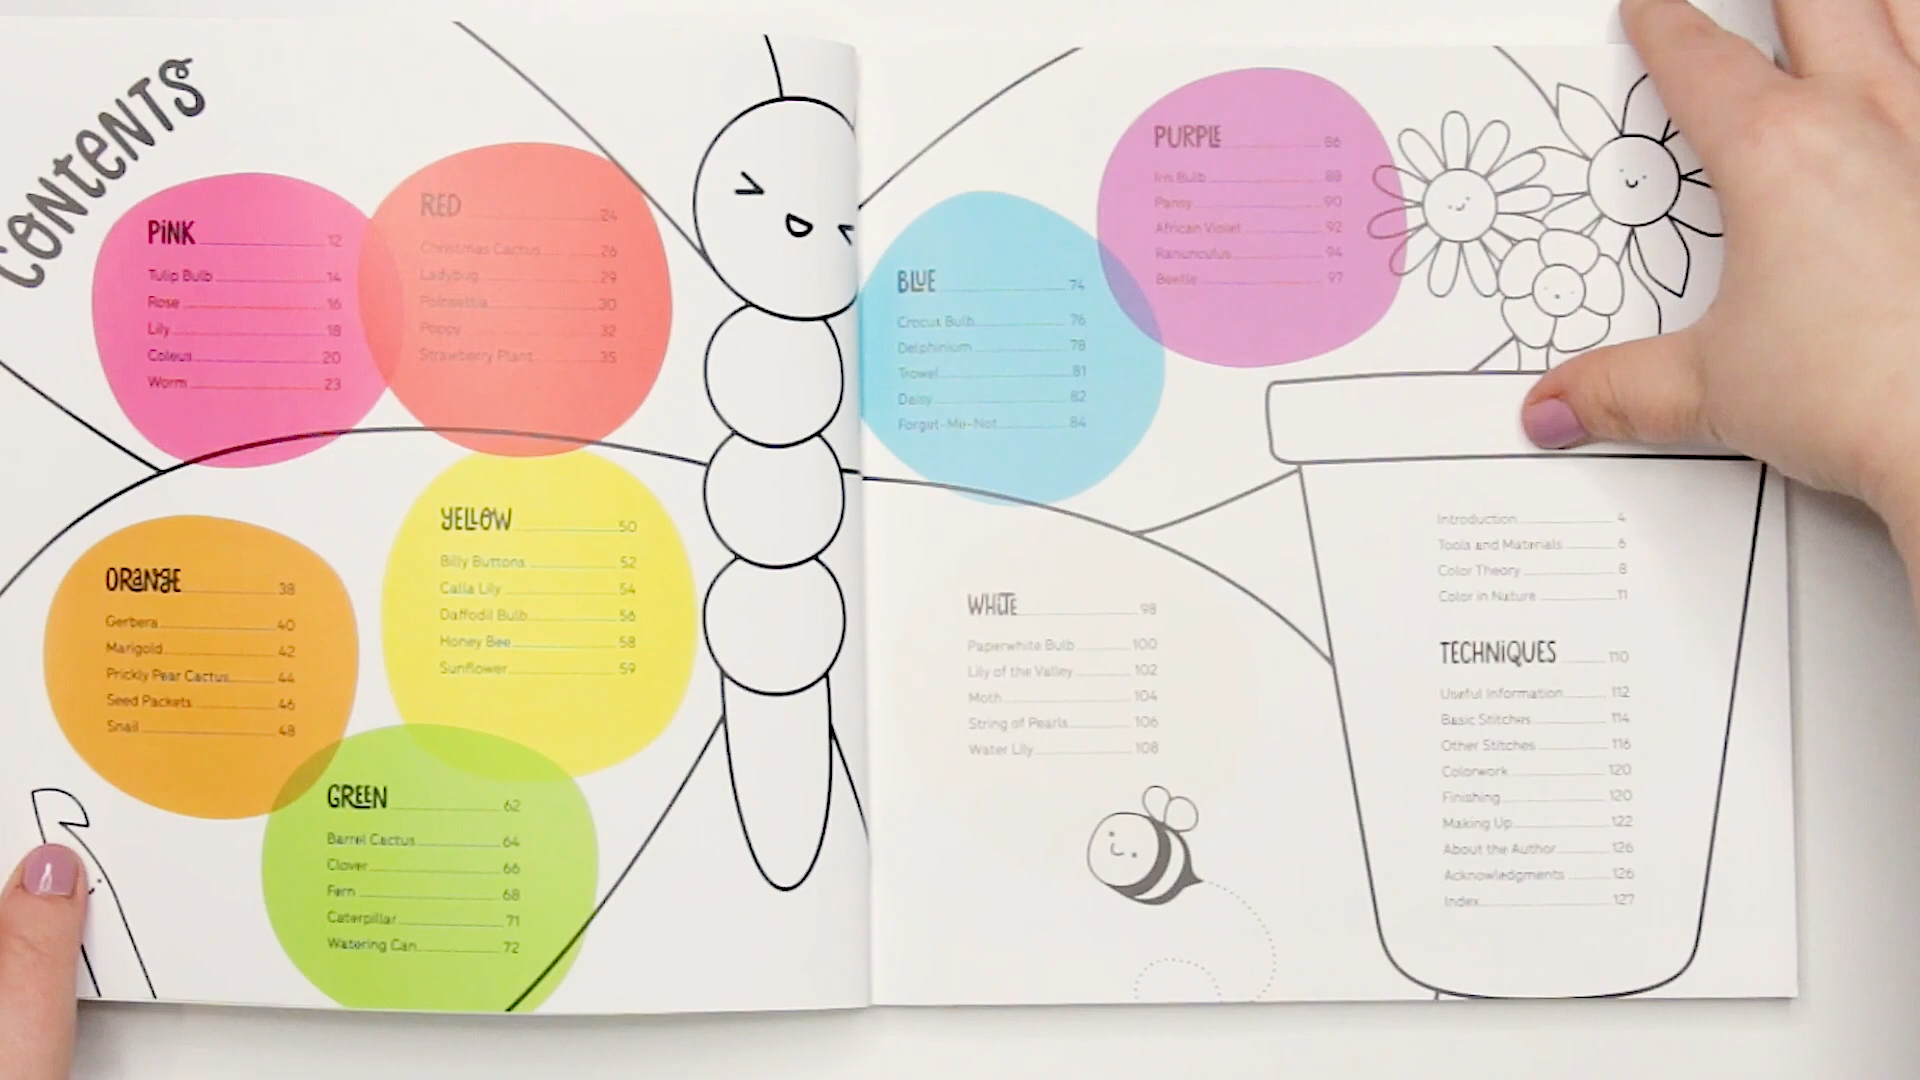 CONTENTS
PINK 12
Tulip Bulb 14
Rose 16
Lily 18
Coleus 20
Worm 23
RED 24
Christmas Cactus 26
Ladybug 29
Poinsettia 30
Poppy 32
Strawberry Plant 35
ORANGE 38
Gerbera 40
Marigold 42
Prickly Pear Cactus 44
Seed Packets 46
Snail 48
YELLOW 50
Billy Buttons 52
Calla Lily 54
Daffodil Bulb 56
Honey Bee 58
Sunflower 59
GREEN 62
Barrel Cactus 64
Clover 66
Fern 68
Caterpillar 71
Watering Can 72
BLUE 74
Crocus Bulb 76
Delphinium 78
Trowel 81
Daisy 82
Forget-Me-Not 84
PURPLE 86
Iris Bulb 88
Pansy 90
African Violet 92
Ranunculus 94
Beetle 97
WHITE 98
Paperwhite Bulb 100
Lily of the Valley 102
Moth 104
String of Pearls 106
Water Lily 108
Introduction 4
Tools and Materials 6
Color Theory 8
Color in Nature 11
TECHNIQUES 110
Useful Information 112
Basic Stitches 114
Other Stitches 116
Colorwork 120
Finishing 120
Making Up 122
About the Author 126
Acknowledgments 126
Index 127